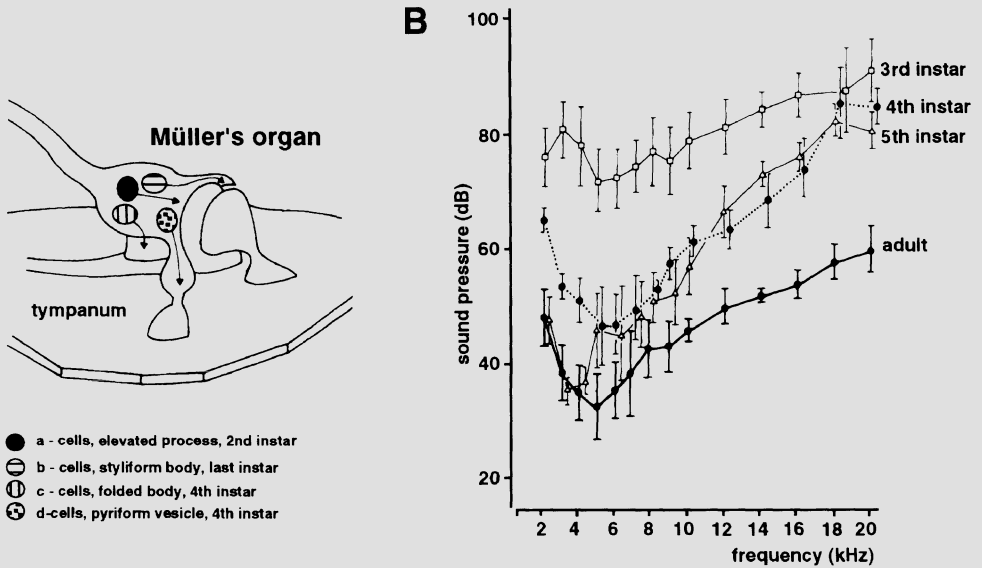 Müller's organ
tympanum
a - cells, elevated process, 2nd instar
b - cells, styliform body, last instar
c - cells, folded body, 4th instar
d-cells, pyriform vesicle, 4th instar
B
sound pressure (dB)
100
80
60
40
20
3rd instar
4th instar
5th instar
adult
2 4 6 8 10 12 14 16 18 20
frequency (kHz)